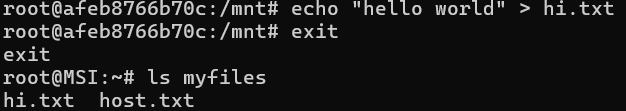 root@afeb8766b70c:/mnt# echo "hello world" > hi.txt
root@afeb8766b70c:/mnt# exit
exit
root@MSI:~# ls myfiles
hi.txt  host.txt